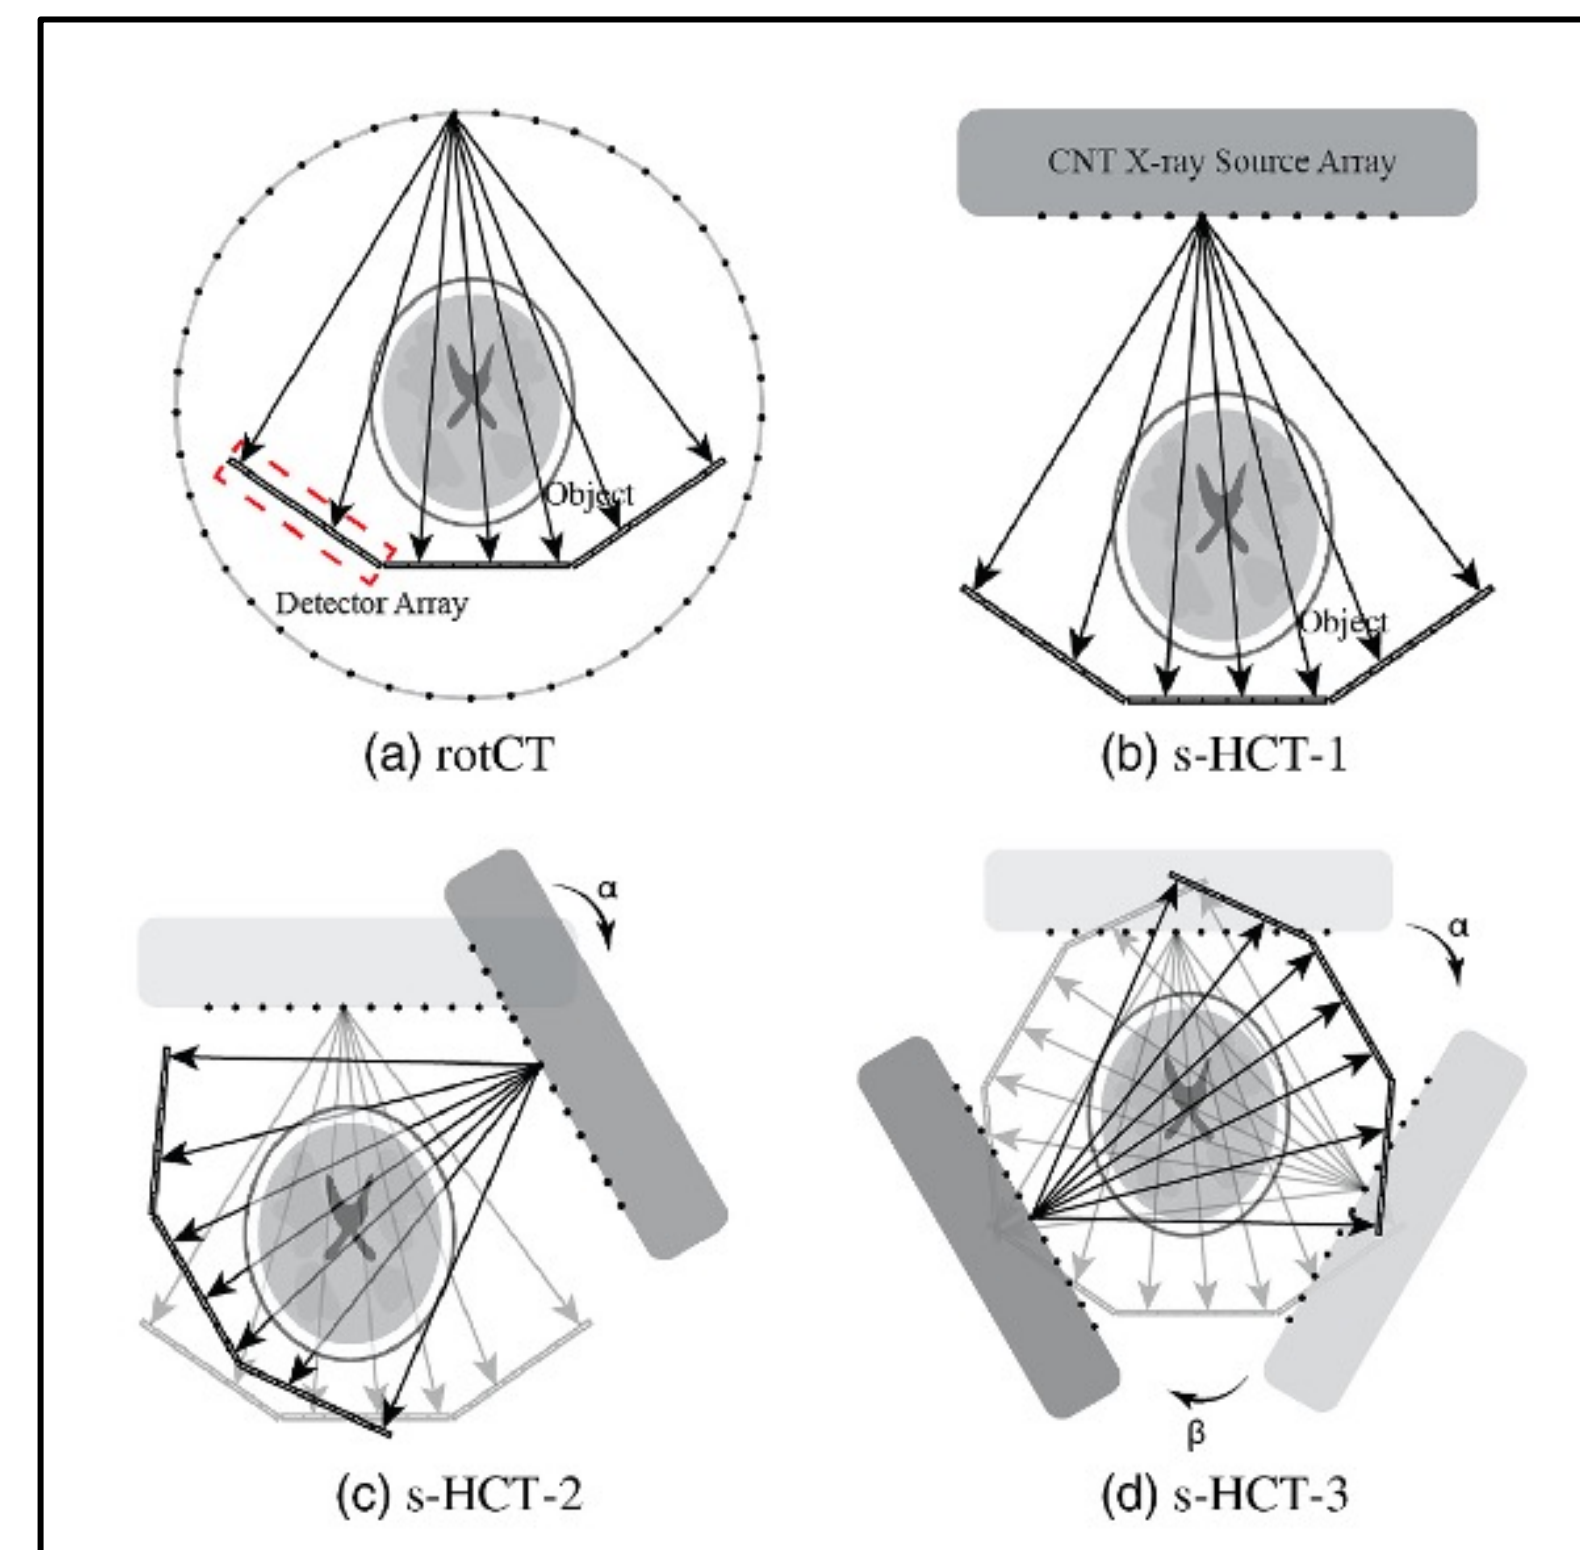 Object
Detector Array
(a) rotCT
CNT X-ray Source Array
Object
(b) s-HCT-1
α
(c) s-HCT-2
α
β
(d) s-HCT-3